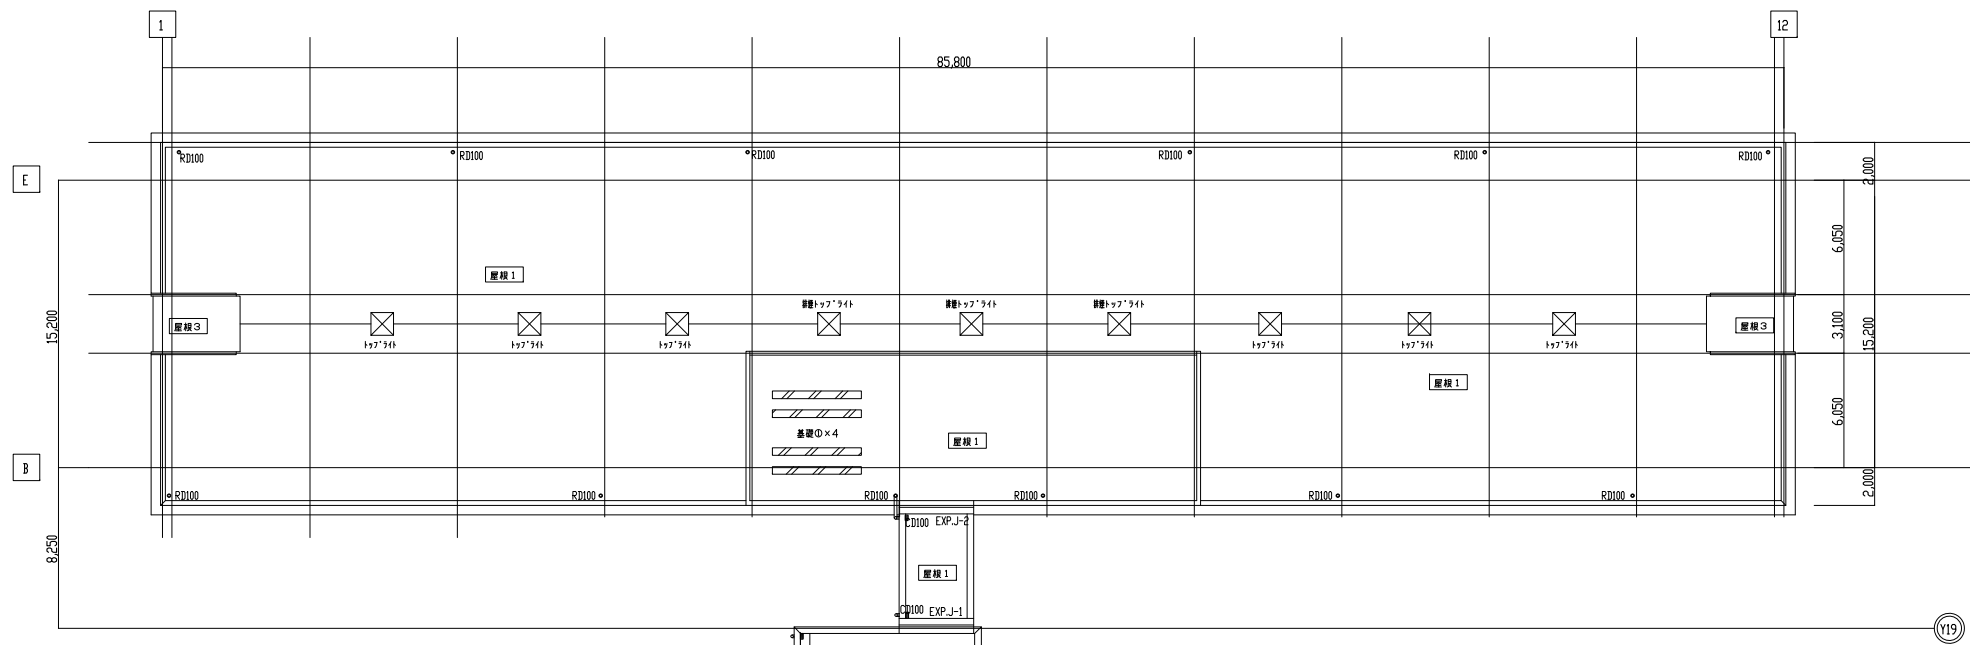 1
12
85,800
RD100
RD100
RD100
RD100
RD100
RD100
2,000
E
6,050
屋根1
排煙トップ゜ライト
排煙トップ゜ライト
排煙トップ゜ライト
15,200
屋根3
屋根3
3,100
15,200
トップ゜ライト
トップ゜ライト
トップ゜ライト
トップ゜ライト
トップ゜ライト
トップ゜ライト
屋根1
6,050
基礎①×4
屋根1
B
2,000
RD100
RD100
RD100
RD100
RD100
RD100
CD100 EXP.J-2
8,250
屋根1
CD100 EXP.J-1
Y19